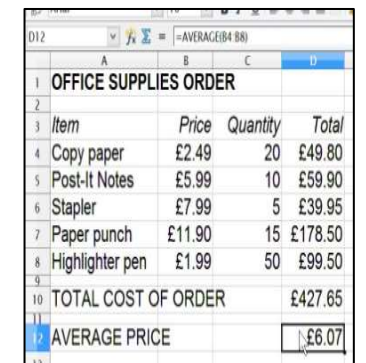 D12 =AVERAGE(B4:B8)
A B C D
1 OFFICE SUPPLIES ORDER
2
3 Item Price Quantity Total
4 Copy paper £2.49 20 £49.80
5 Post-It Notes £5.99 10 £59.90
6 Stapler £7.99 5 £39.95
7 Paper punch £11.90 15 £178.50
8 Highlighter pen £1.99 50 £99.50
9
10 TOTAL COST OF ORDER £427.65
11
12 AVERAGE PRICE £6.07